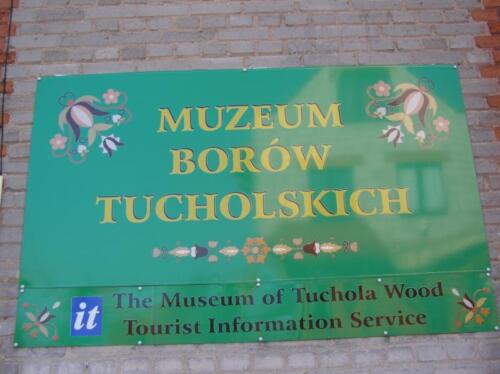 MUZEUM
BORÓW
TUCHOLSKICH
it The Museum of Tuchola Wood
Tourist Information Service